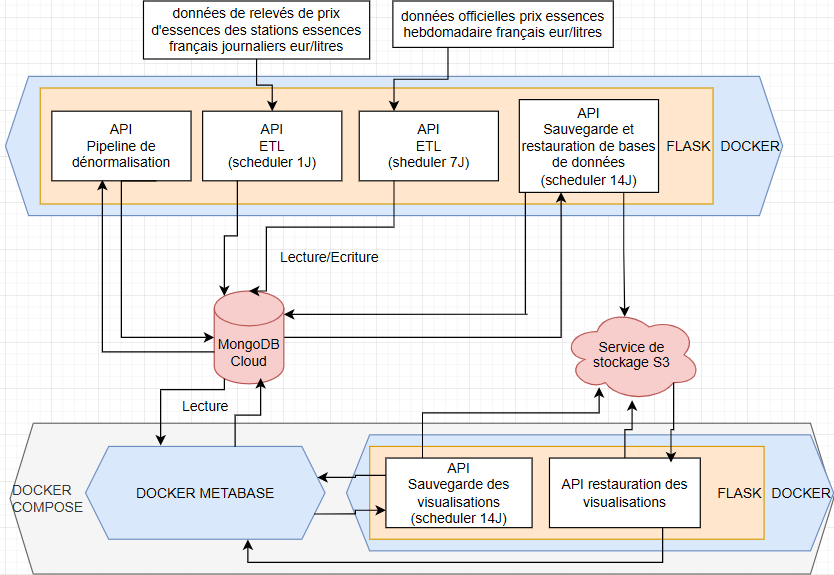 données de relevés de prix
d'essences des stations essences
français journaliers eur/litres
données officielles prix essences
hebdomadaire français eur/litres
API
Pipeline de
dénormalisation
API
ETL
(scheduler 1J)
API
ETL
(sheduler 7J)
API
Sauvegarde et
restauration de bases
de données
(scheduler 14J)
FLASK
DOCKER
Lecture/Ecriture
MongoDB
Cloud
Service de
stockage S3
Lecture
DOCKER
COMPOSE
DOCKER METABASE
API
Sauvegarde des
visualisations
(scheduler 14J)
API restauration des
visualisations
FLASK
DOCKER